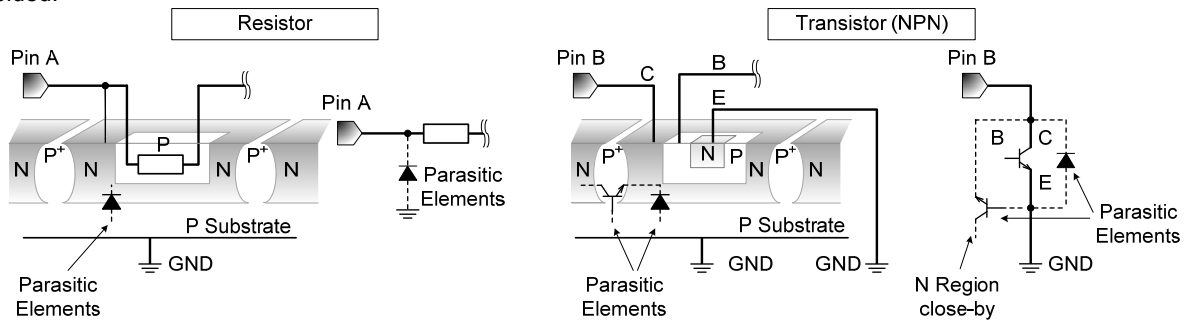 Resistor
Pin A
N
P+
N
P
N
P+
N
P Substrate
GND
Parasitic
Elements
Pin A
Parasitic
Elements
Transistor (NPN)
Pin B
C
B
E
N
P+
N
N
P
N
P+
N
P Substrate
GND
GND
Parasitic
Elements
Pin B
B
C
E
Parasitic
Elements
GND
N Region
close-by